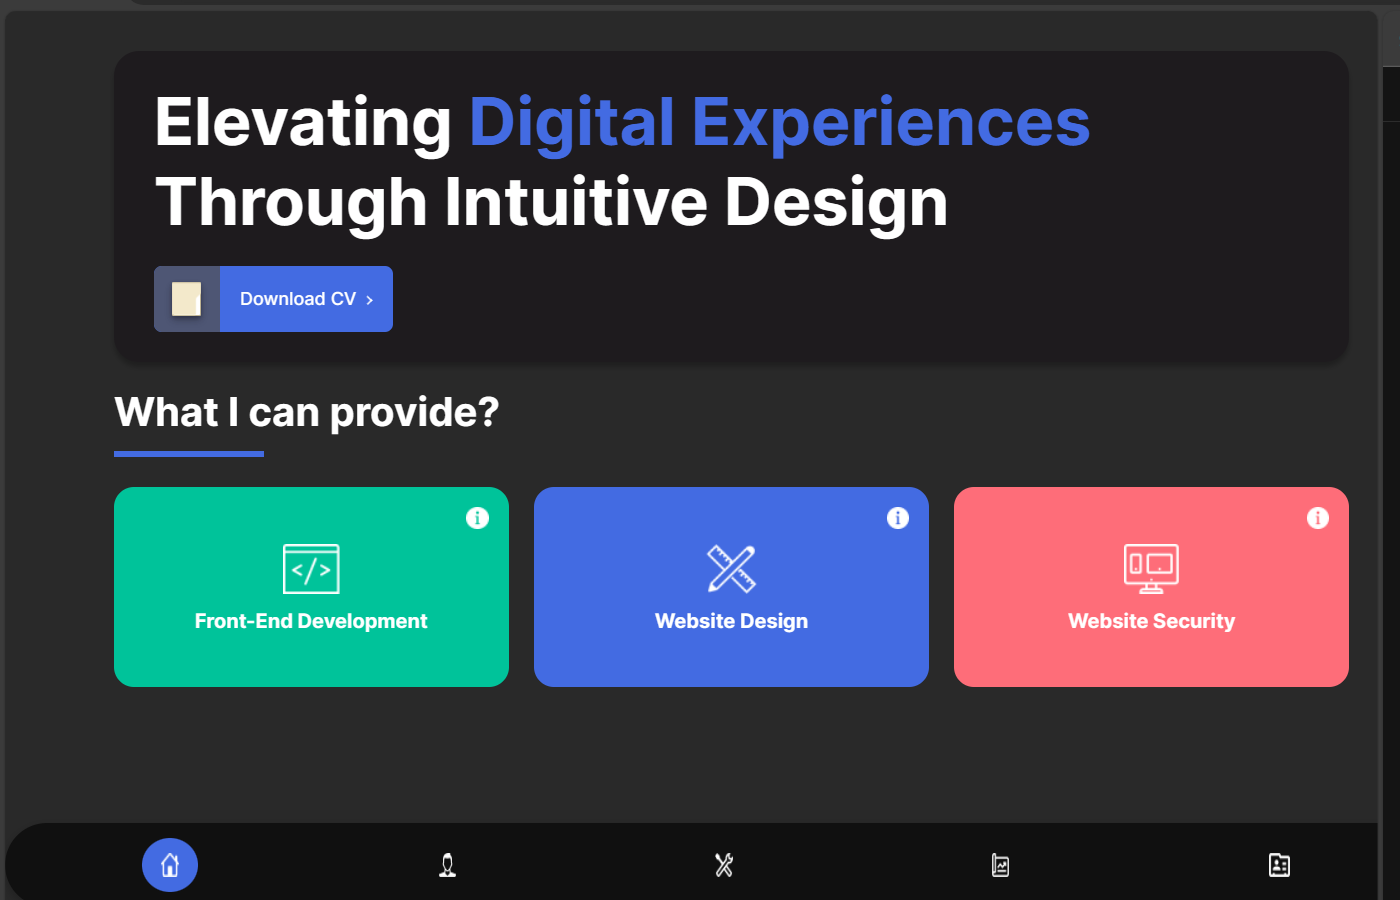 Elevating Digital Experiences
Through Intuitive Design
Download CV ›
What I can provide?
Front-End Development
Website Design
Website Security